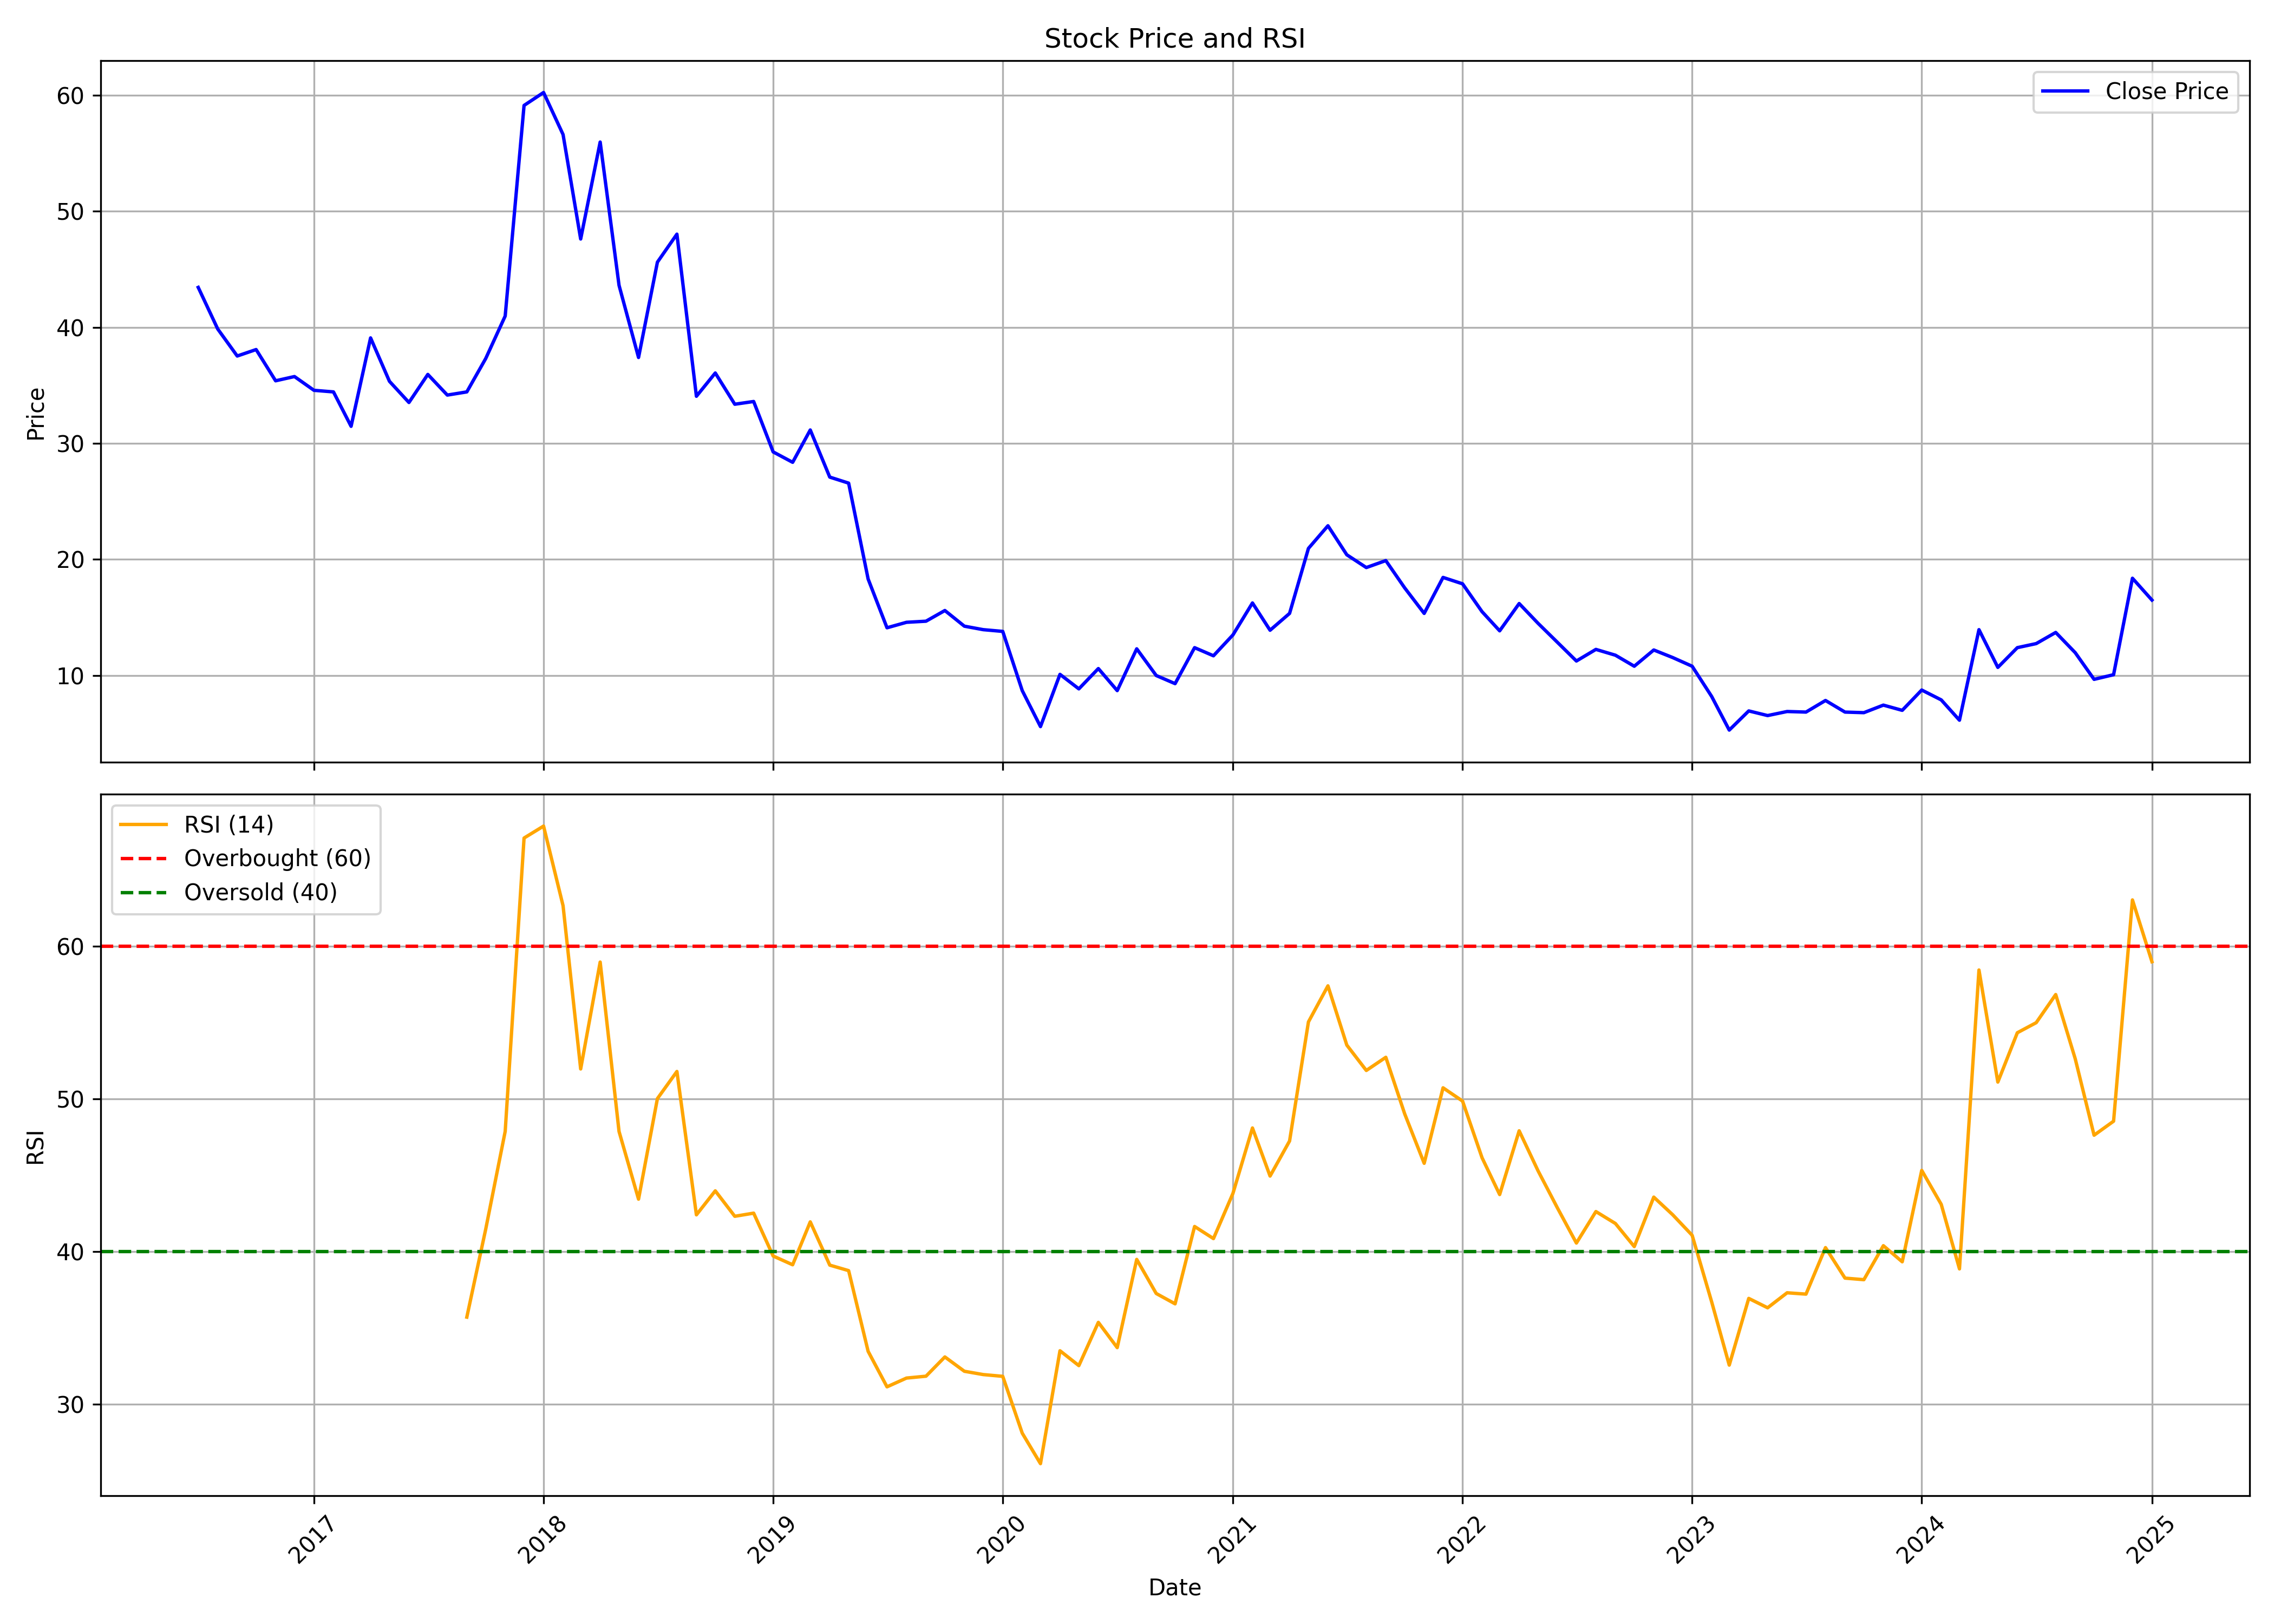 Stock Price and RSI
Close Price
60
50
40
30
20
10
Price
RSI (14)
Overbought (60)
Oversold (40)
60
50
40
30
RSI
2017
2018
2019
2020
2021
2022
2023
2024
2025
Date